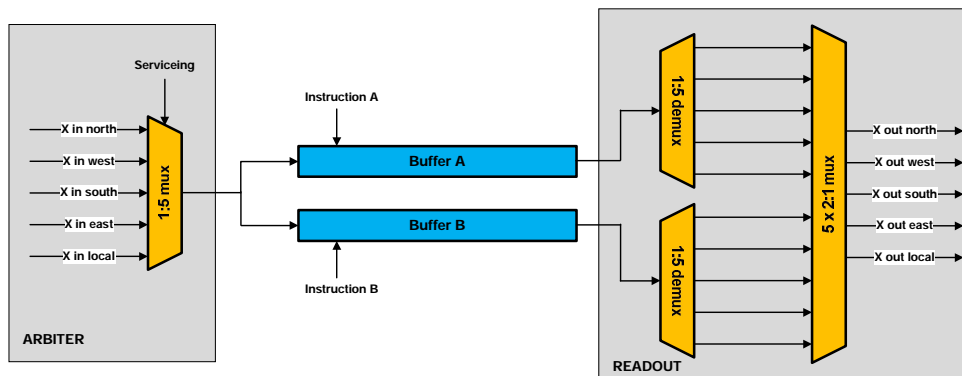 Serviceing
X in north
X in west
X in south
X in east
X in local
1:5 mux
ARBITER
Instruction A
Buffer A
Buffer B
Instruction B
1:5 demux
1:5 demux
5 x 2:1 mux
X out north
X out west
X out south
X out east
X out local
READOUT